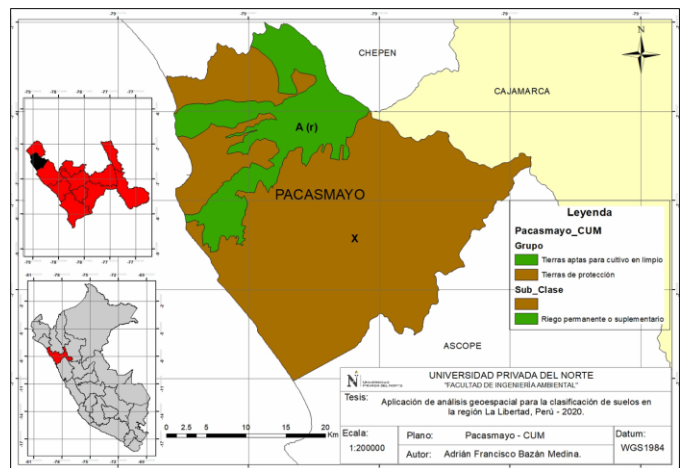 CHEPEN
CAJAMARCA
A (r)
PACASMAYO
X
ASCOPE
Leyenda
Pacasmayo_CUM
Grupo
Tierras aptas para cultivo en limpio
Tierras de protección
Sub_Clase
Riego permanente o suplementario
0 2.5 5 10 15 20
Km
UNIVERSIDAD PRIVADA DEL NORTE
"FACULTAD DE INGENIERÍA AMBIENTAL"
Tesis: Aplicación de análisis geoespacial para la clasificación de suelos en
la región La Libertad, Perú - 2020.
Ecala:
1:200000
Plano: Pacasmayo - CUM
Autor: Adrián Francisco Bazán Medina.
Datum:
WGS1984